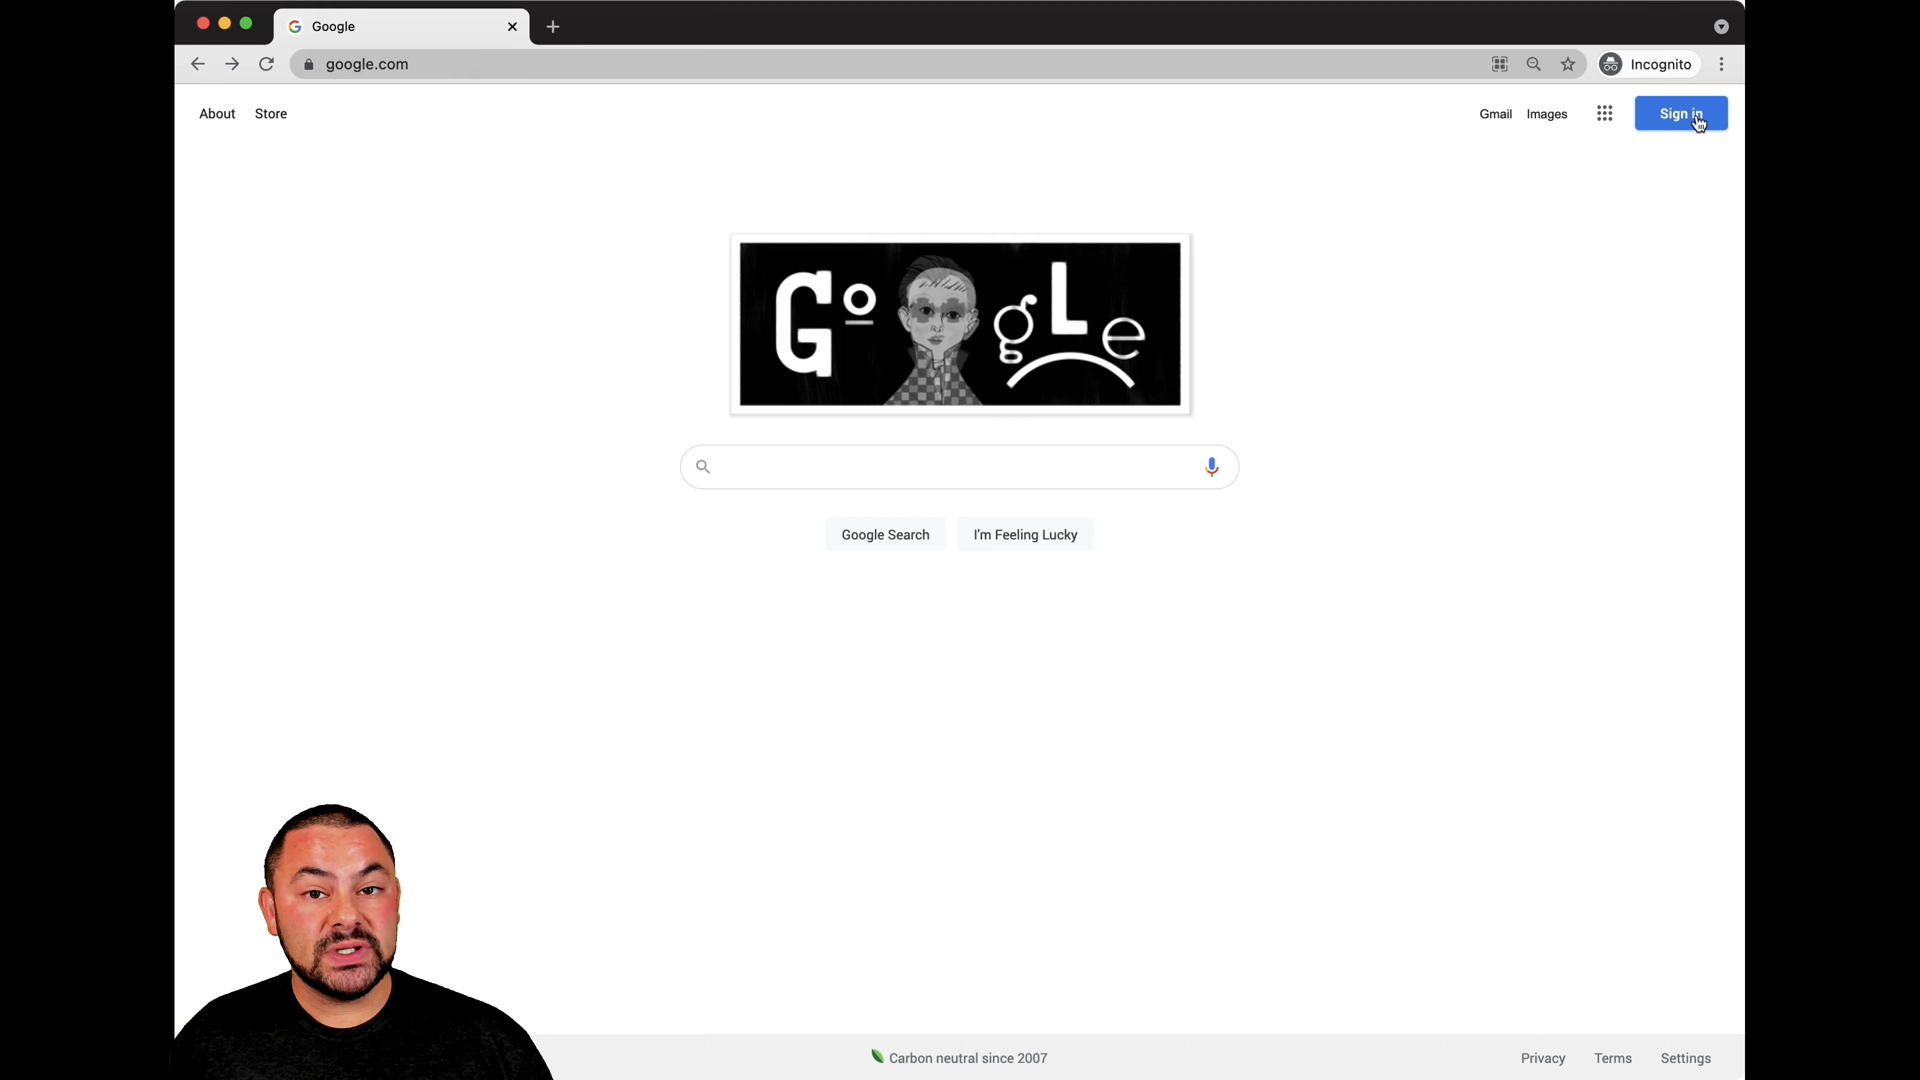 Google
google.com
Incognito
About Store
Gmail Images
Sign in
GogLe
Google Search
I'm Feeling Lucky
Carbon neutral since 2007
Privacy Terms Settings